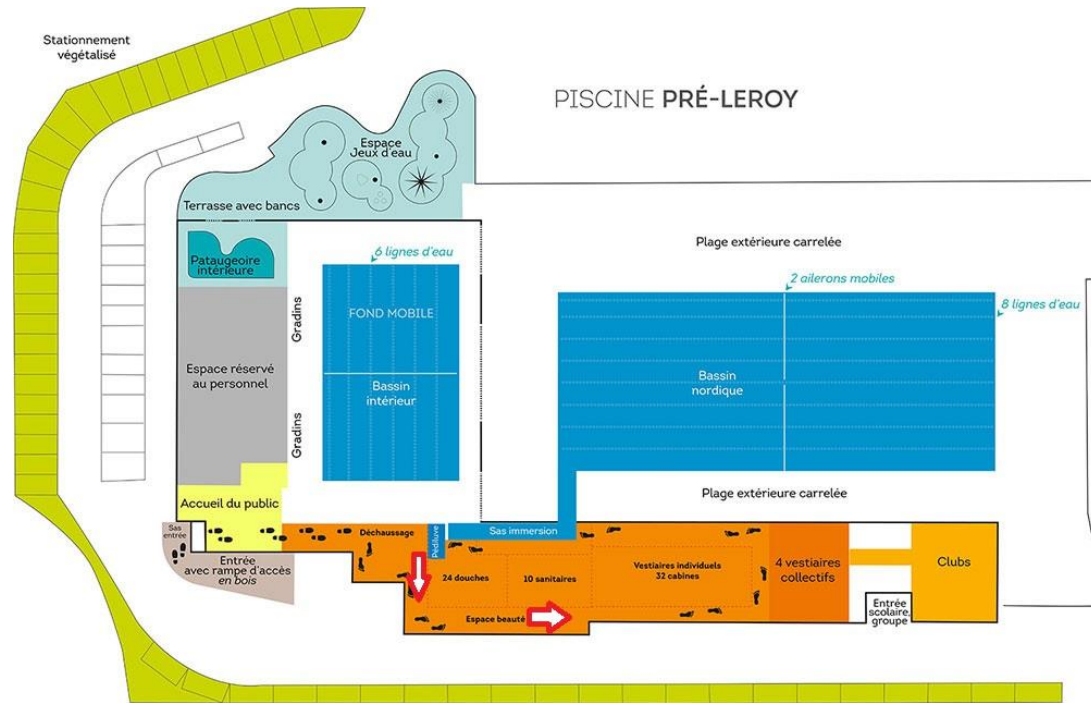 Stationnement
végétalisé
PISCINE PRÉ-LEROY
Espace
Jeux d'eau
Terrasse avec bancs
Pataugeoire
intérieure
6 lignes d'eau
Plage extérieure carrelée
2 ailerons mobiles
8 lignes d'eau
Gradins
FOND MOBILE
Espace réservé
au personnel
Bassin
intérieur
Bassin
nordique
Gradins
Accueil du public
Plage extérieure carrelée
Sas
entrée
Déchaussage
Pédiluve
Sas immersion
Entrée
avec rampe d'accès
en bois
24 douches
10 sanitaires
Vestiaires individuels
32 cabines
4 vestiaires
collectifs
Clubs
Entrée
scolaire,
groupe
Espace beauté